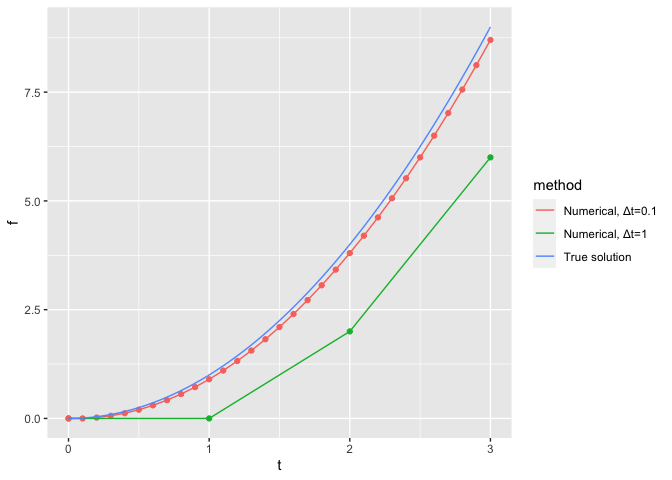 7.5
5.0
2.5
0.0
f
0
1
2
3
t
method
Numerical, Δt=0.1
Numerical, Δt=1
True solution